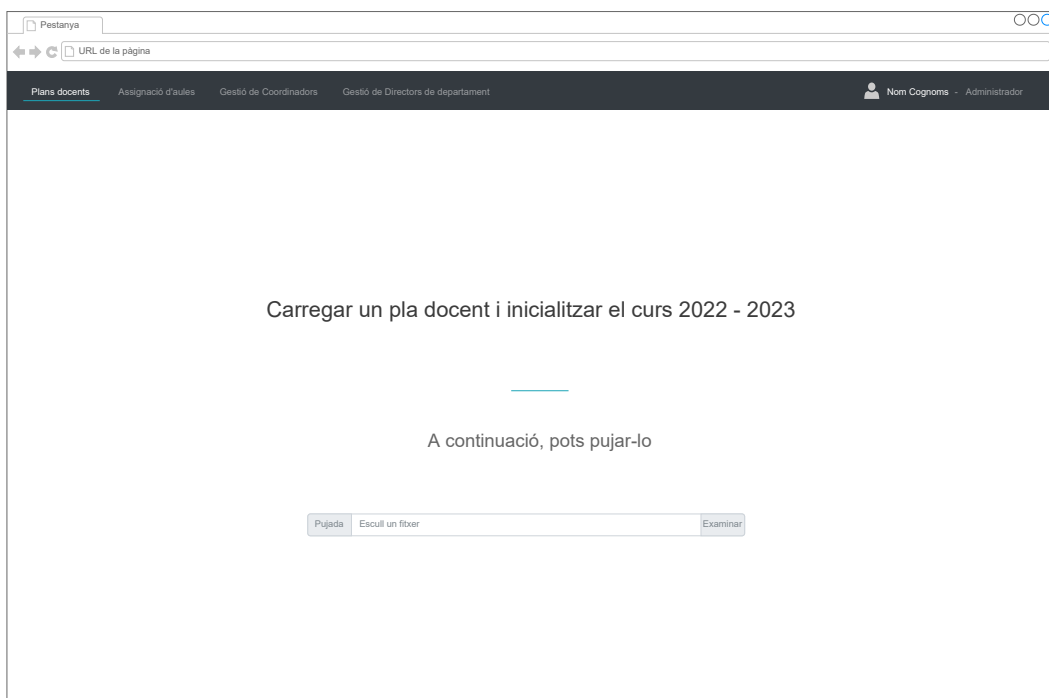 Pestanya
URL de la pàgina
Plans docents Assignació d'aules Gestió de Coordinadors Gestió de Directors de departament Nom Cognoms - Administrador
Carregar un pla docent i inicialitzar el curs 2022 - 2023
A continuació, pots pujar-lo
Pujada Escull un fitxer Examinar